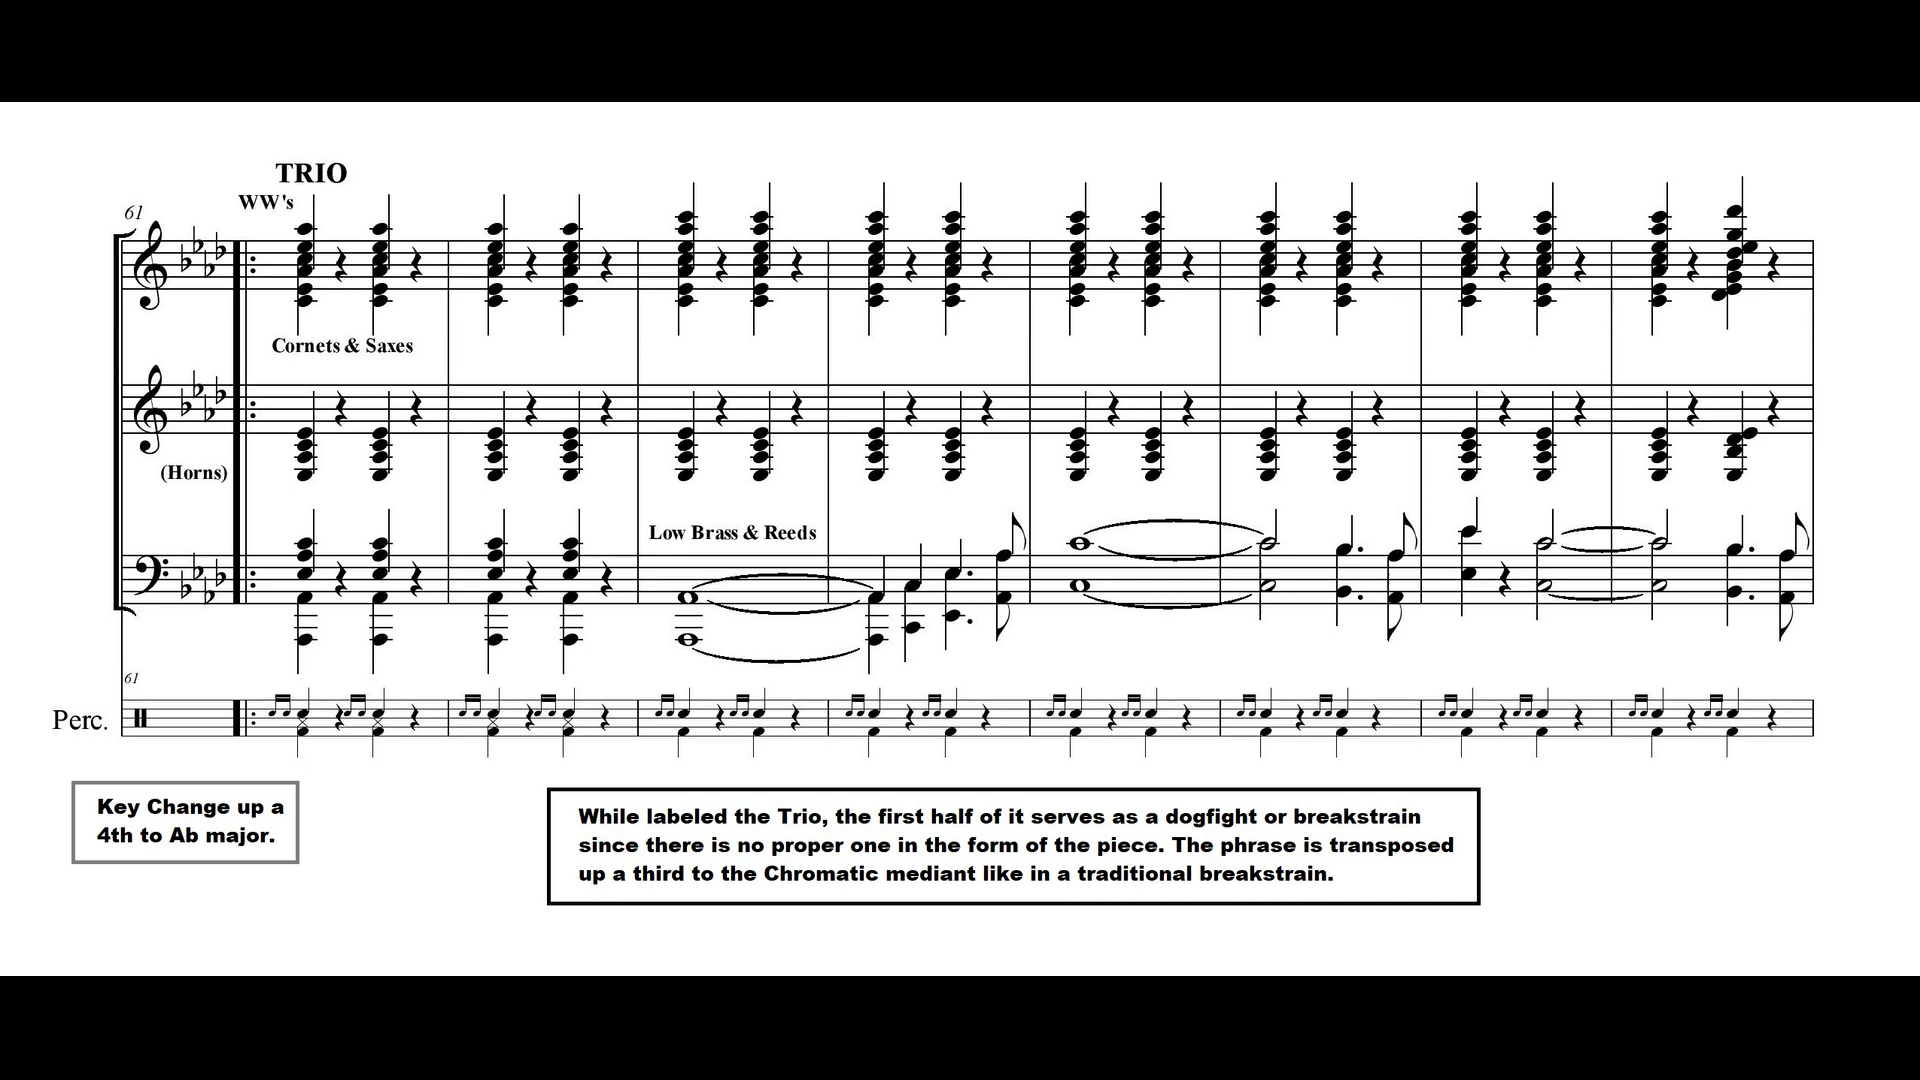 TRIO
WW's
61
Cornets & Saxes
(Horns)
Low Brass & Reeds
61
Perc.
Key Change up a
4th to Ab major.
While labeled the Trio, the first half of it serves as a dogfight or breakstrain
since there is no proper one in the form of the piece. The phrase is transposed
up a third to the Chromatic mediant like in a traditional breakstrain.